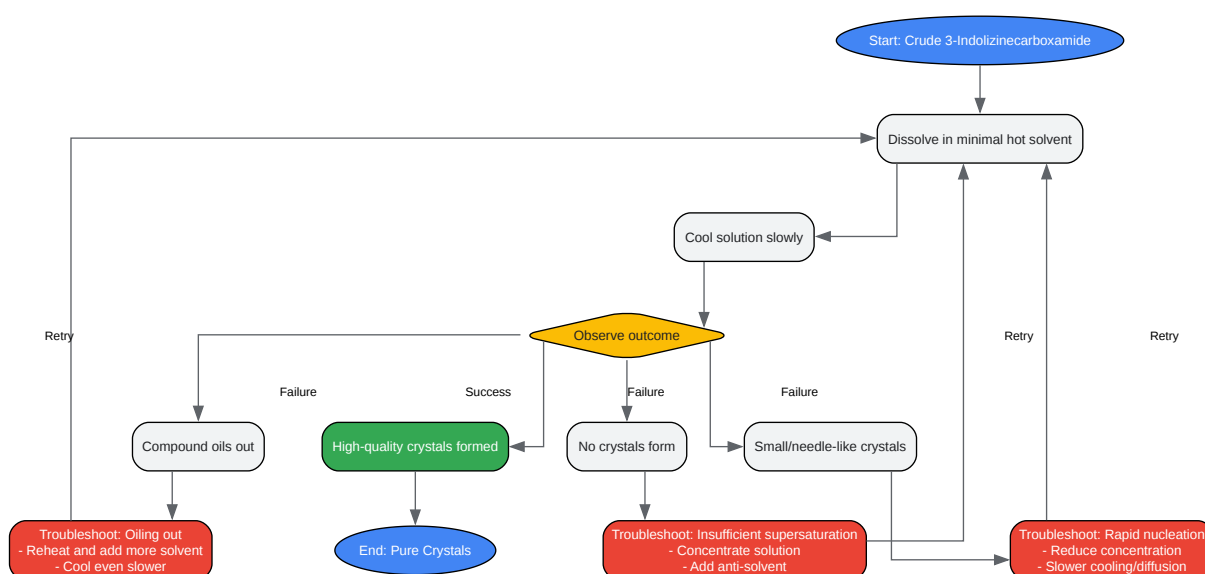 Start: Crude 3-Indolizinecarboxamide
Dissolve in minimal hot solvent
Cool solution slowly
Observe outcome
Retry
Retry
Retry
Failure
Success
Failure
Failure
Compound oils out
High-quality crystals formed
No crystals form
Small/needle-like crystals
Troubleshoot: Oiling out
- Reheat and add more solvent
- Cool even slower
End: Pure Crystals
Troubleshoot: Insufficient supersaturation
- Concentrate solution
- Add anti-solvent
Troubleshoot: Rapid nucleation
- Reduce concentration
- Slower cooling/diffusion